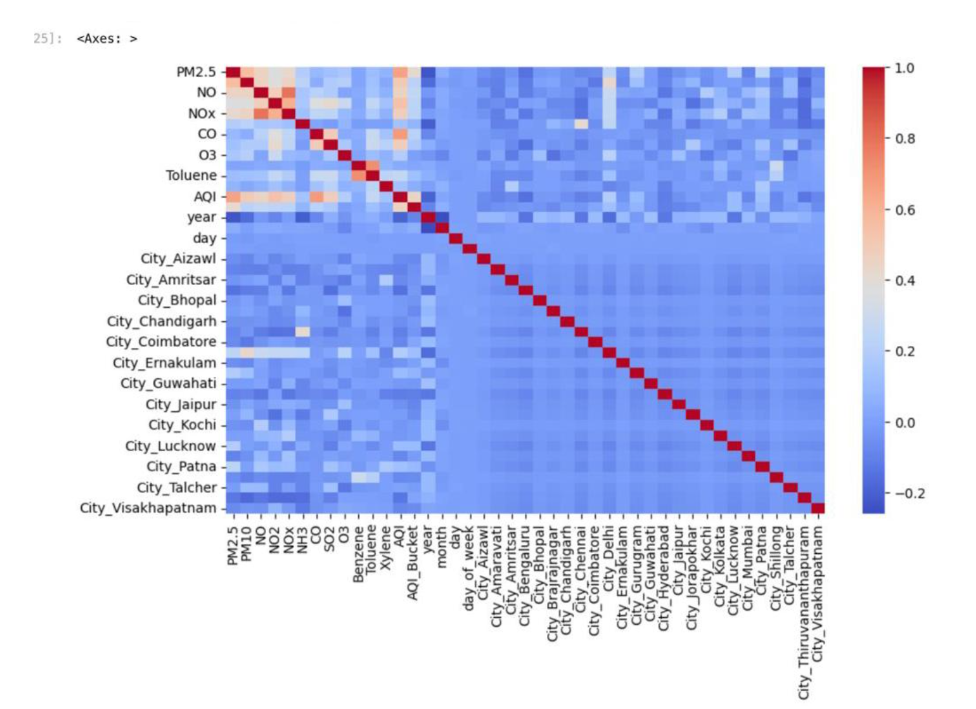 25]: <Axes: >
PM2.5
NO
NOx
CO
O3
Toluene
AQI
year
day
City_Aizawl
City_Amritsar
City_Bhopal
City_Chandigarh
City_Coimbatore
City_Ernakulam
City_Guwahati
City_Jaipur
City_Kochi
City_Lucknow
City_Patna
City_Talcher
City_Visakhapatnam
PM2.5
PM10
NO
NO2
NOx
NH3
CO
SO2
O3
Benzene
Toluene
Xylene
AQI
AQI_Bucket
year
month
day
day_of_week
City_Aizawl
City_Amaravati
City_Amritsar
City_Bengaluru
City_Bhopal
City_Brajrajnagar
City_Chandigarh
City_Chennai
City_Coimbatore
City_Delhi
City_Ernakulam
City_Gurugram
City_Guwahati
City_Hyderabad
City_Jaipur
City_Jorapokhar
City_Kochi
City_Kolkata
City_Lucknow
City_Mumbai
City_Patna
City_Shillong
City_Talcher
City_Thiruvananthapuram
City_Visakhapatnam
1.0
0.8
0.6
0.4
0.2
0.0
−0.2